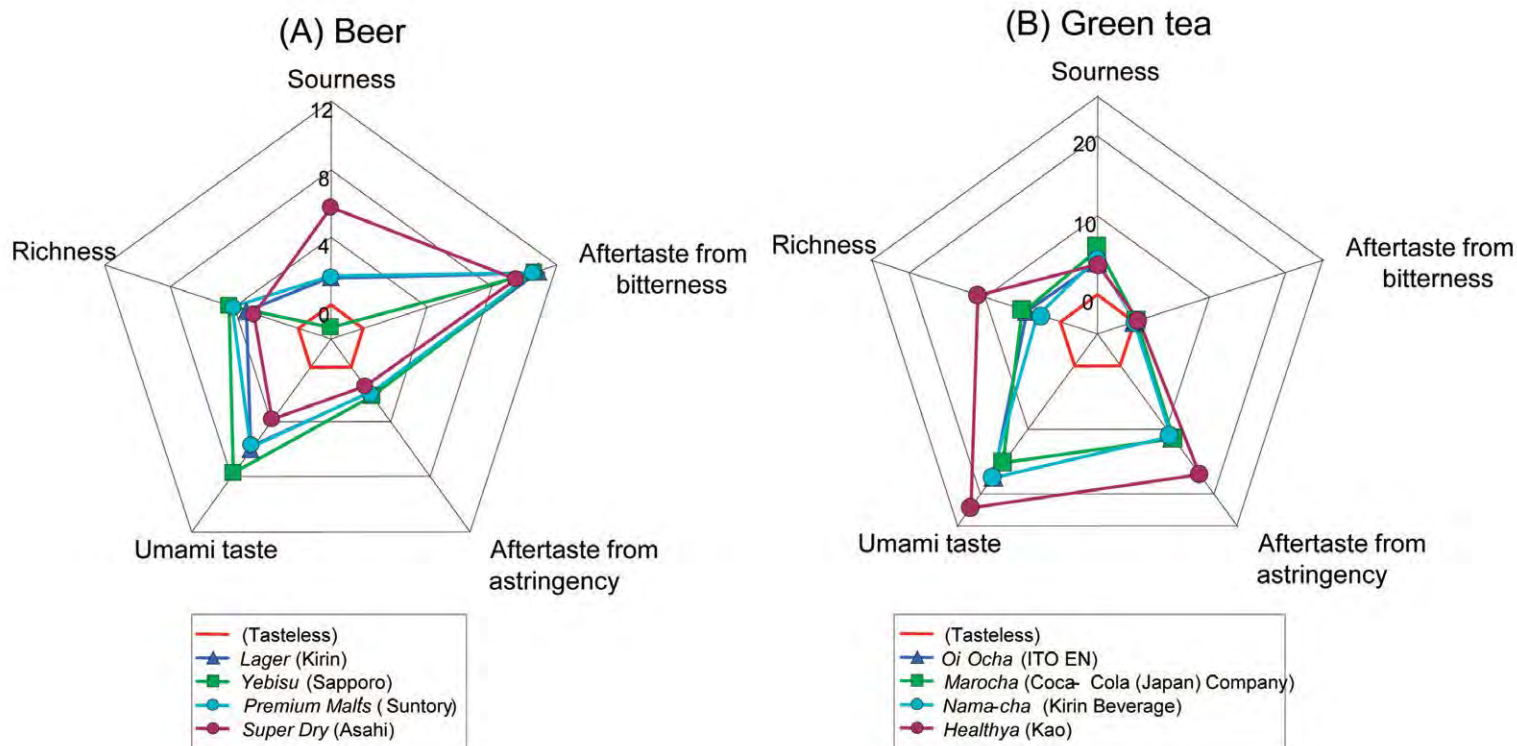 (A) Beer
Sourness
12
8
4
0
Richness
Aftertaste from
bitterness
Umami taste
Aftertaste from
astringency
(Tasteless)
Lager (Kirin)
Yebisu (Sapporo)
Premium Malts ( Suntory)
Super Dry (Asahi)
(B) Green tea
Sourness
20
10
0
Richness
Aftertaste from
bitterness
Umami taste
Aftertaste from
astringency
(Tasteless)
Oi Ocha (ITO EN)
Marocha (Coca- Cola (Japan) Company)
Nama-cha (Kirin Beverage)
Healthya (Kao)